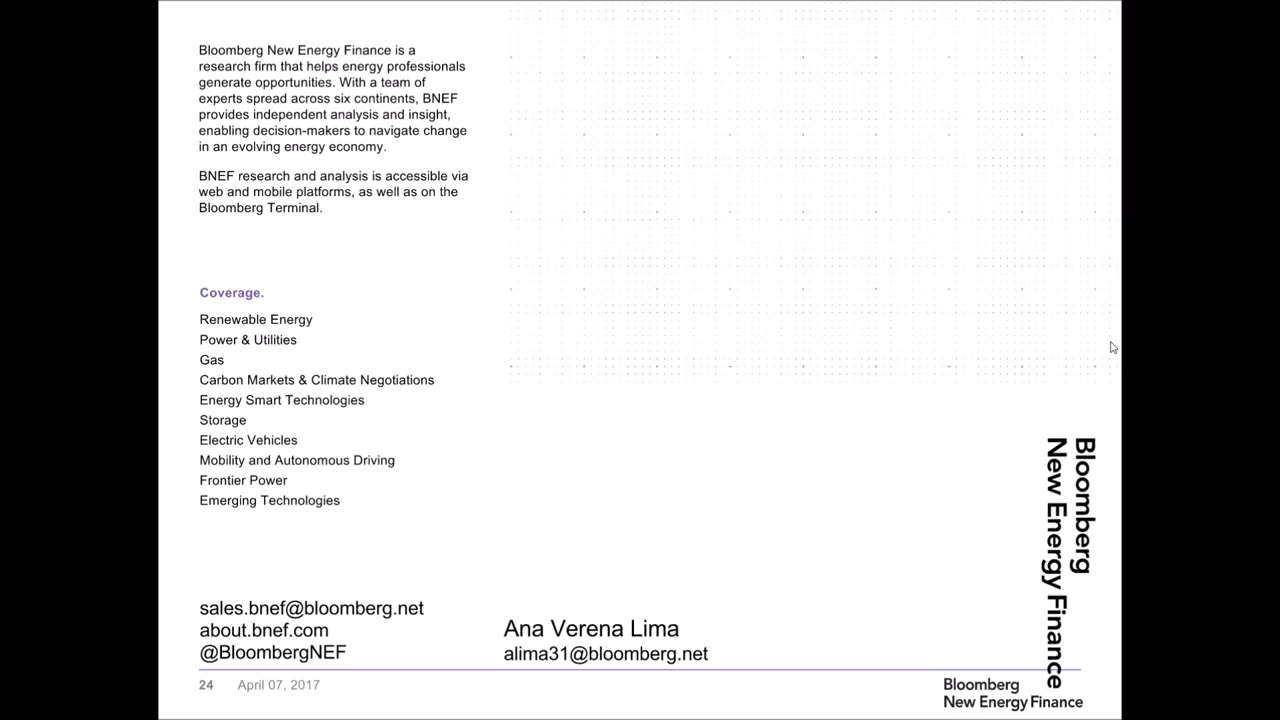 Bloomberg New Energy Finance is a
research firm that helps energy professionals
generate opportunities. With a team of
experts spread across six continents, BNEF
provides independent analysis and insight,
enabling decision-makers to navigate change
in an evolving energy economy.
BNEF research and analysis is accessible via
web and mobile platforms, as well as on the
Bloomberg Terminal.
Coverage.
Renewable Energy
Power & Utilities
Gas
Carbon Markets & Climate Negotiations
Energy Smart Technologies
Storage
Electric Vehicles
Mobility and Autonomous Driving
Frontier Power
Emerging Technologies
sales.bnef@bloomberg.net
about.bnef.com
@BloombergNEF
Ana Verena Lima
alima31@bloomberg.net
Bloomberg
New Energy Finance
24 April 07, 2017
Bloomberg
New Energy Finance